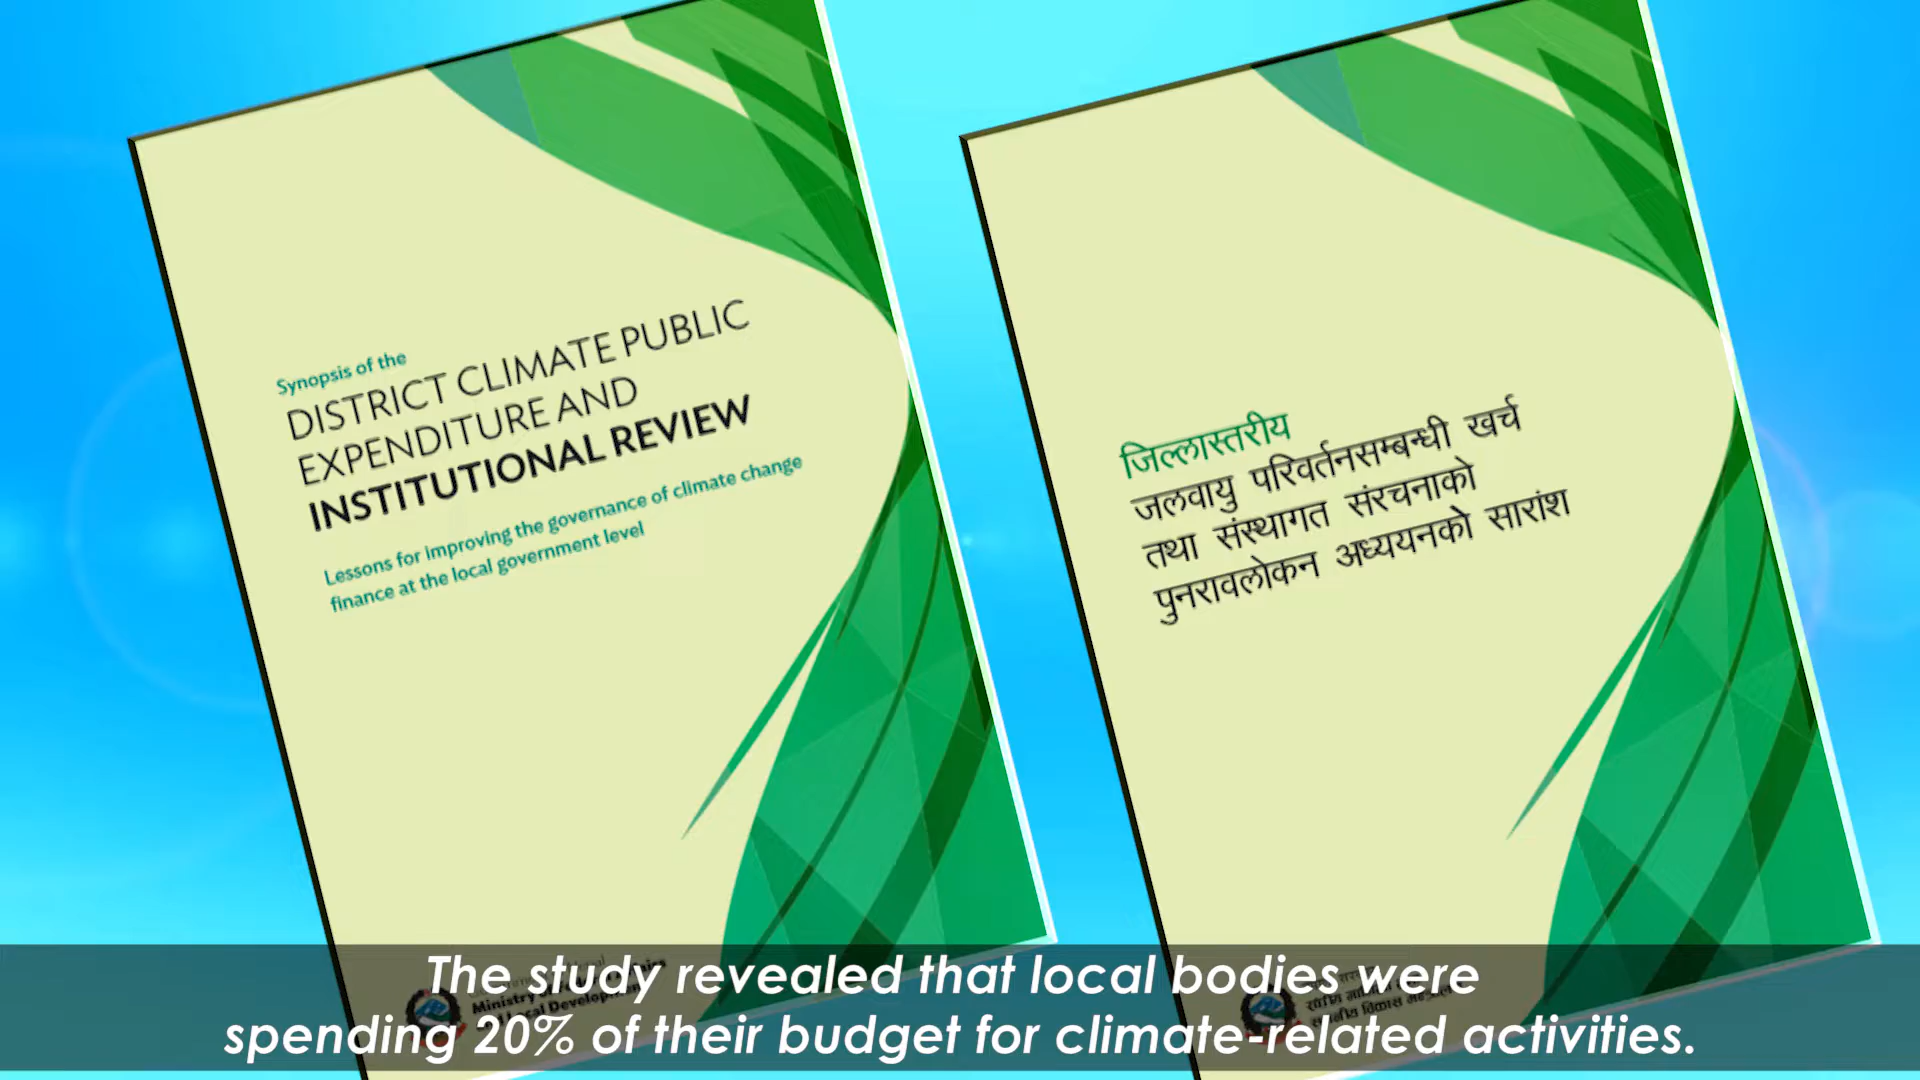 Synopsis of the
DISTRICT CLIMATE PUBLIC
EXPENDITURE AND
INSTITUTIONAL REVIEW
Lessons for improving the governance of climate change
finance at the local government level
जिल्लास्तरीय
जलवायु परिवर्तनसम्बन्धी खर्च
तथा संस्थागत संरचनाको
पुनरावलोकन अध्ययनको सारांश
The study revealed that local bodies were
spending 20% of their budget for climate-related activities.